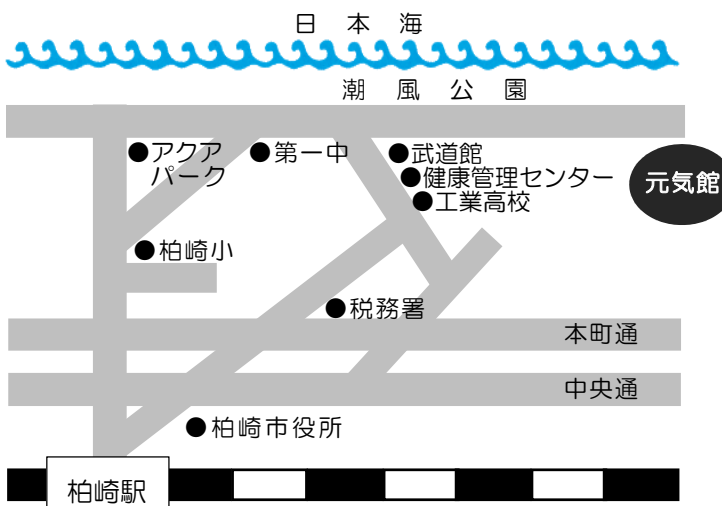 日本海
潮風公園
アクア
パーク
第一中
武道館
健康管理センター
工業高校
元気館
柏崎小
税務署
本町通
中央通
柏崎市役所
柏崎駅